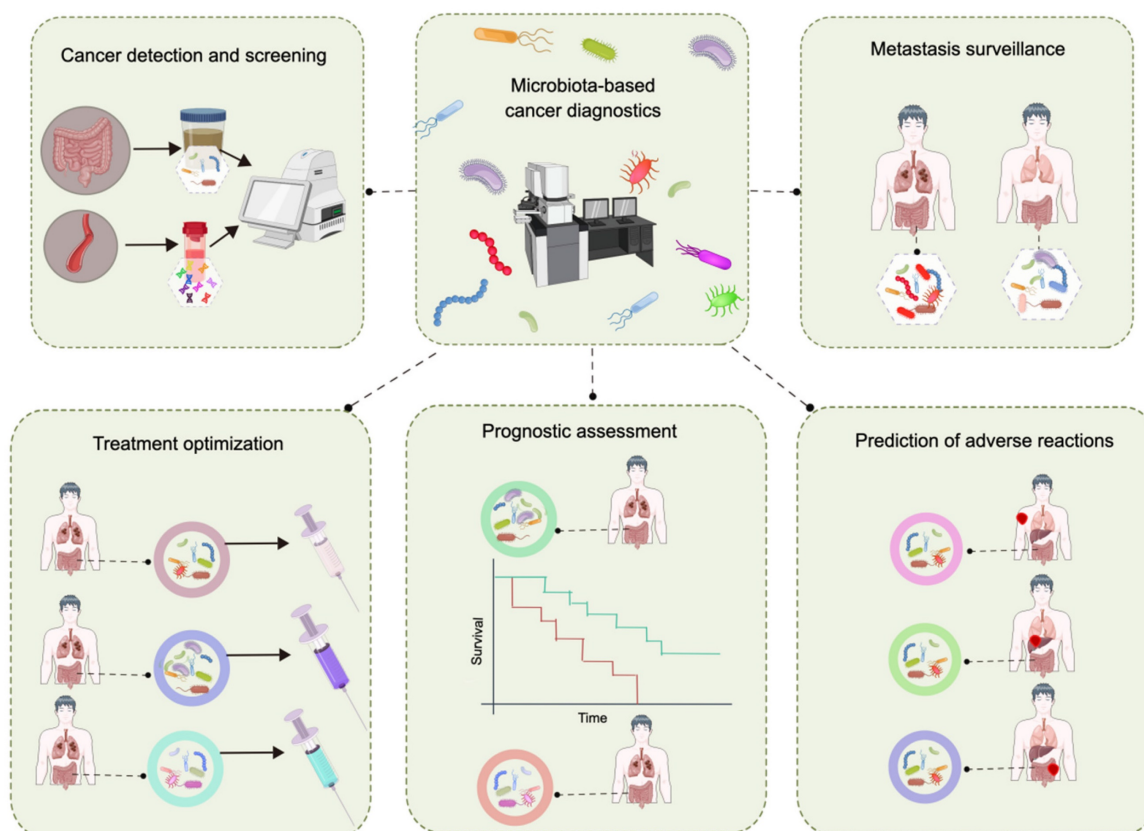 Cancer detection and screening
Microbiota-based
cancer diagnostics
Metastasis surveillance
Treatment optimization
Prognostic assessment
Survival
Time
Prediction of adverse reactions